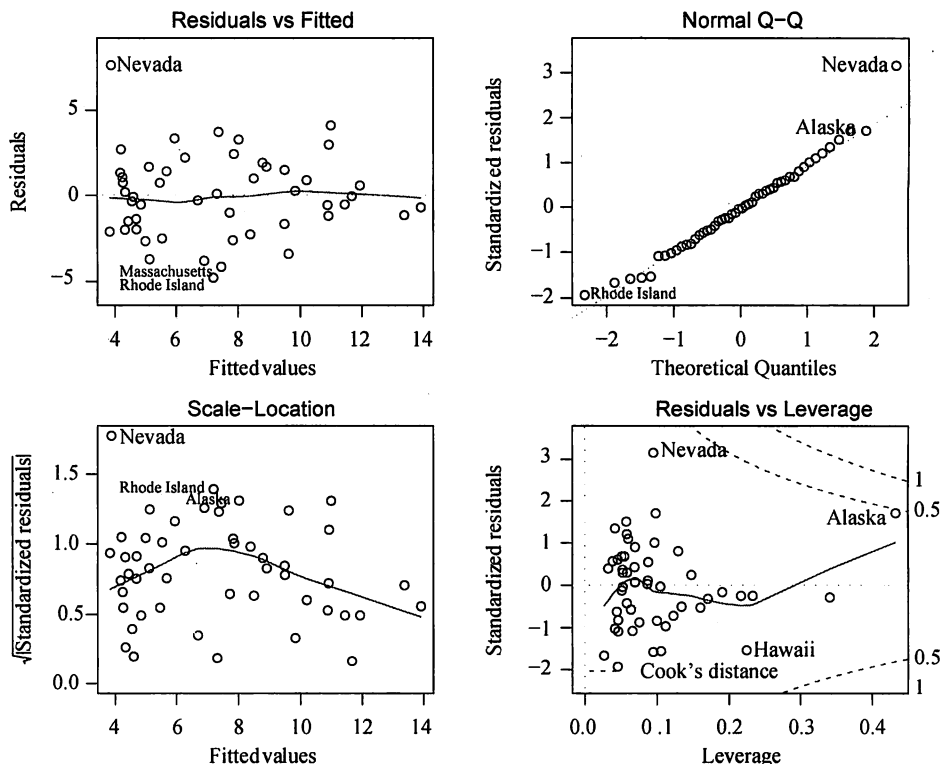 Residuals vs Fitted
Nevada
Massachusetts
Rhode Island
5
0
−5
Residuals
4 6 8 10 12 14
Fitted values
Normal Q−Q
Nevada
Alaska
Rhode Island
3
2
1
0
−1
−2
Standardized residuals
−2 −1 0 1 2
Theoretical Quantiles
Scale−Location
Nevada
Rhode Island
Alaska
1.5
1.0
0.5
0.0
√|Standardized residuals|
4 6 8 10 12 14
Fitted values
Residuals vs Leverage
Nevada
Alaska
Hawaii
Cook's distance
1
0.5
0.5
1
3
2
1
0
−1
−2
Standardized residuals
0.0 0.1 0.2 0.3 0.4
Leverage